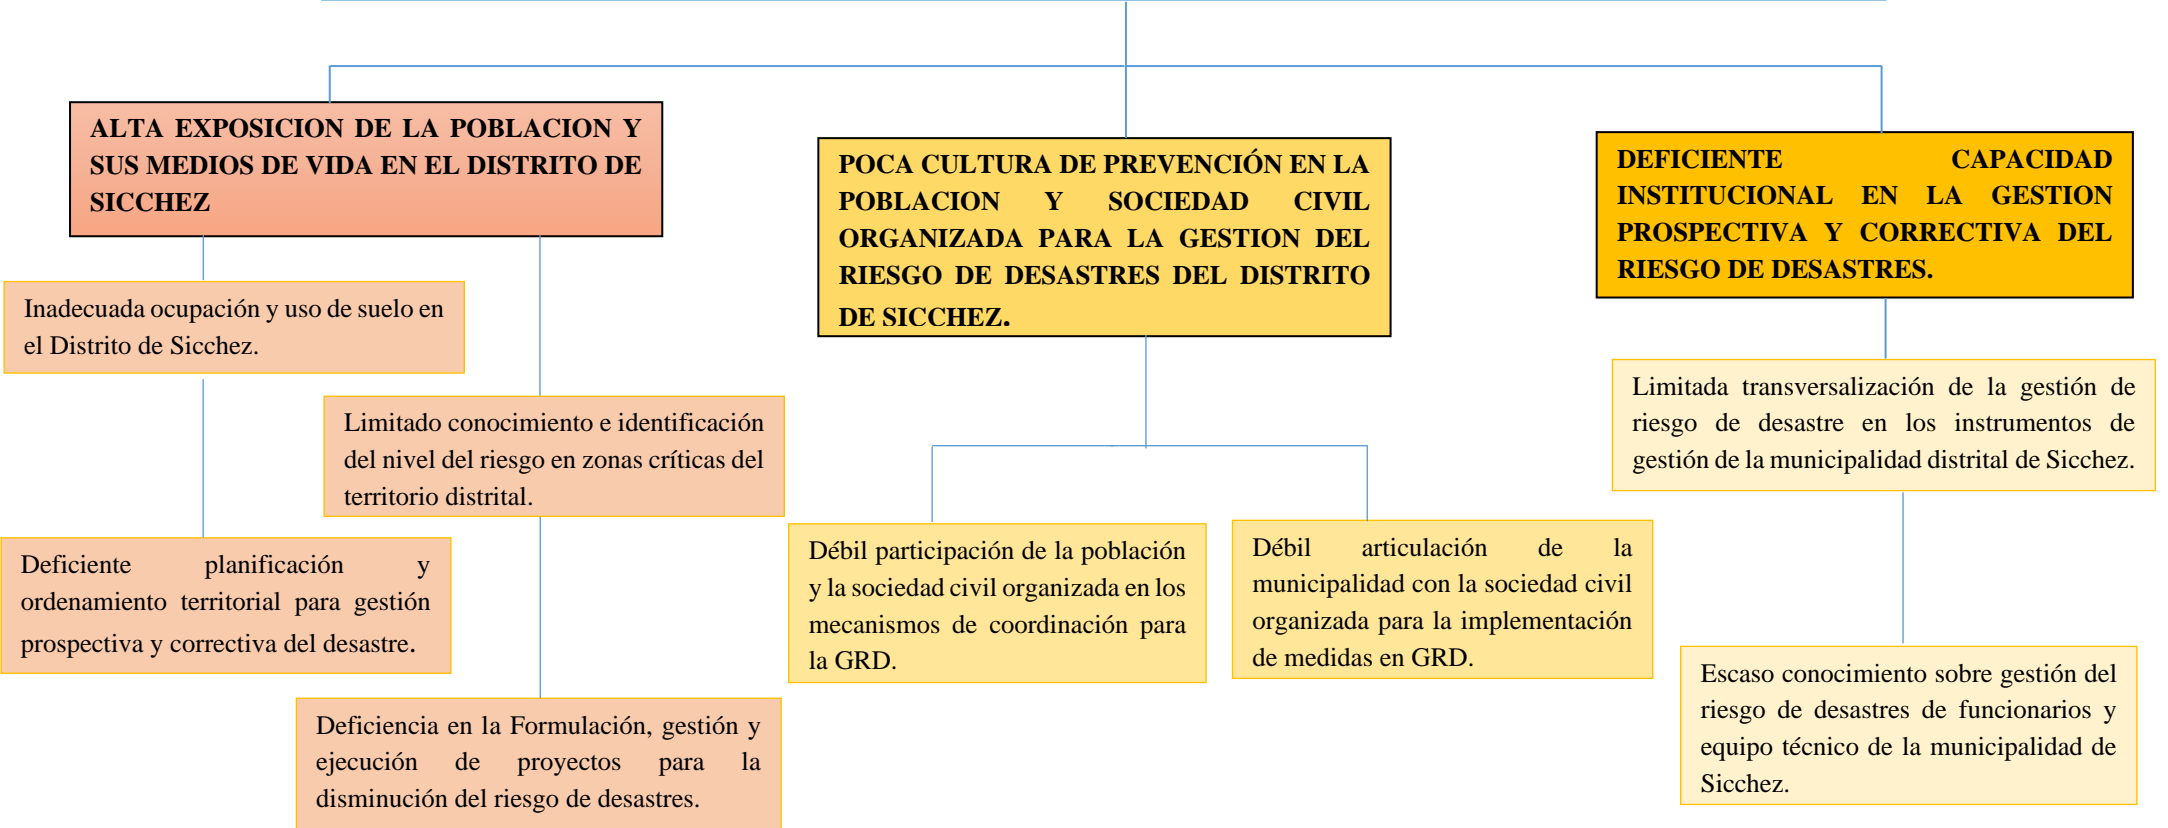 ALTA EXPOSICION DE LA POBLACION Y
SUS MEDIOS DE VIDA EN EL DISTRITO DE
SICCHEZ
Inadecuada ocupación y uso de suelo en
el Distrito de Sicchez.
Limitado conocimiento e identificación
del nivel del riesgo en zonas críticas del
territorio distrital.
Deficiente planificación y
ordenamiento territorial para gestión
prospectiva y correctiva del desastre.
Deficiencia en la Formulación, gestión y
ejecución de proyectos para la
disminución del riesgo de desastres.
POCA CULTURA DE PREVENCIÓN EN LA
POBLACION Y SOCIEDAD CIVIL
ORGANIZADA PARA LA GESTION DEL
RIESGO DE DESASTRES DEL DISTRITO
DE SICCHEZ.
Débil participación de la población
y la sociedad civil organizada en los
mecanismos de coordinación para
la GRD.
Débil articulación de la
municipalidad con la sociedad civil
organizada para la implementación
de medidas en GRD.
DEFICIENTE CAPACIDAD
INSTITUCIONAL EN LA GESTION
PROSPECTIVA Y CORRECTIVA DEL
RIESGO DE DESASTRES.
Limitada transversalización de la gestión de
riesgo de desastre en los instrumentos de
gestión de la municipalidad distrital de Sicchez.
Escaso conocimiento sobre gestión del
riesgo de desastres de funcionarios y
equipo técnico de la municipalidad de
Sicchez.